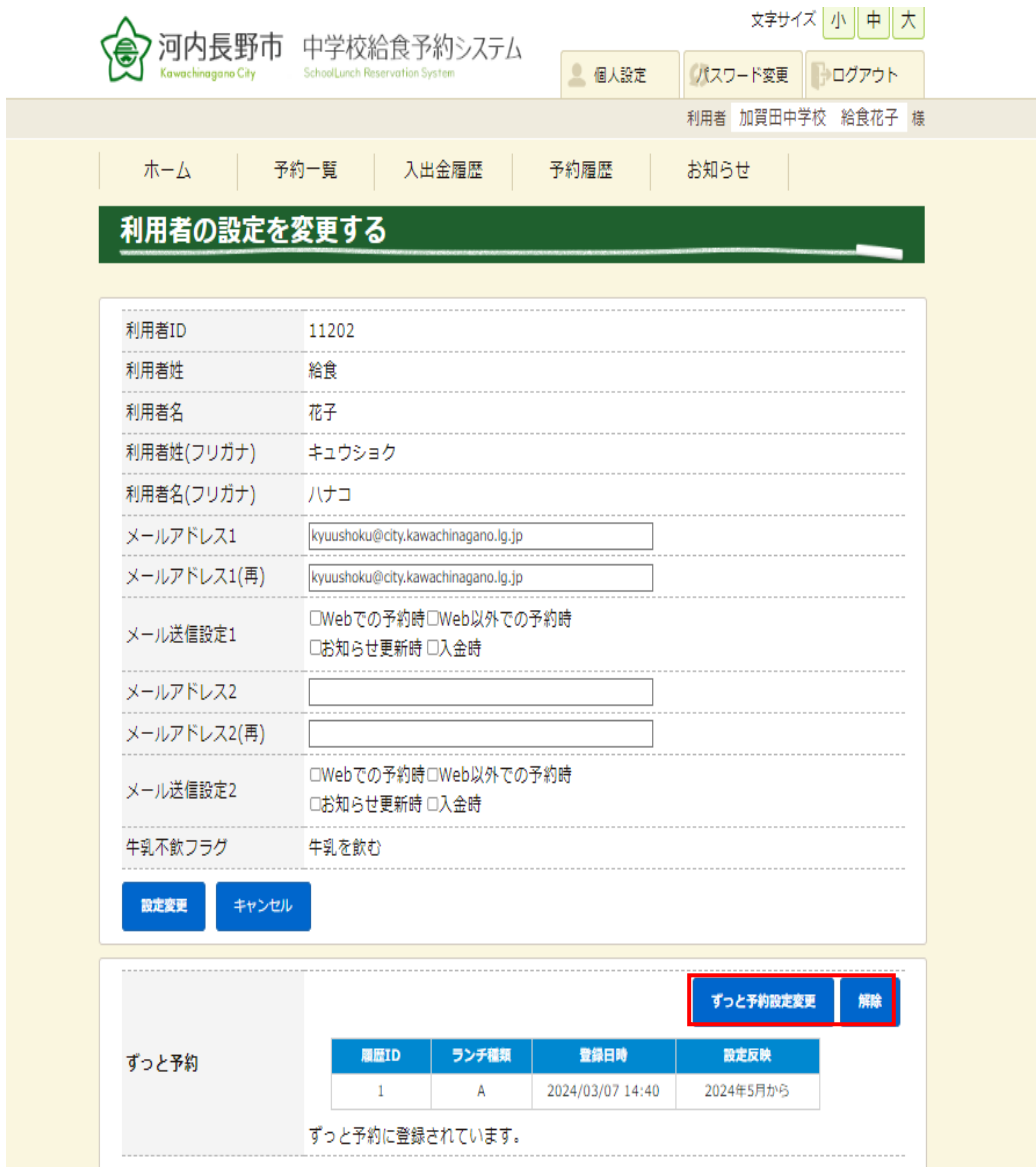 文字サイズ 小 中 大
河内長野市 中学校給食予約システム
Kawachinagano City SchoolLunch Reservation System
個人設定 パスワード変更 ログアウト
利用者 加賀田中学校 給食花子 様
ホーム 予約一覧 入出金履歴 予約履歴 お知らせ
利用者の設定を変更する
利用者ID 11202
利用者姓 給食
利用者名 花子
利用者姓(フリガナ) キュウショク
利用者名(フリガナ) ハナコ
メールアドレス1 kyuushoku@city.kawachinagano.lg.jp
メールアドレス1(再) kyuushoku@city.kawachinagano.lg.jp
メール送信設定1 □Webでの予約時□Web以外での予約時
□お知らせ更新時 □入金時
メールアドレス2
メールアドレス2(再)
メール送信設定2 □Webでの予約時□Web以外での予約時
□お知らせ更新時 □入金時
牛乳不飲フラグ 牛乳を飲む
設定変更 キャンセル
ずっと予約設定変更 解除
ずっと予約
履歴ID ランチ種類 登録日時 設定反映
1 A 2024/03/07 14:40 2024年5月から
ずっと予約に登録されています。